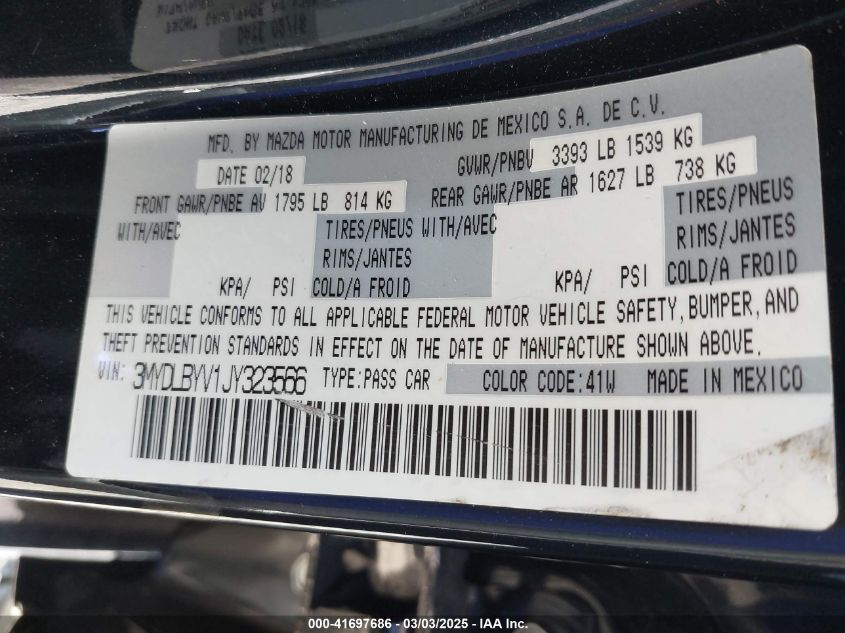 MFD. BY MAZDA MOTOR MANUFACTURING DE MEXICO S.A. DE C.V.
DATE 02/18 GVWR/PNBV 3393 LB 1539 KG
FRONT GAWR/PNBE AV 1795 LB 814 KG REAR GAWR/PNBE AR 1627 LB 738 KG
WITH/AVEC TIRES/PNEUS WITH/AVEC TIRES/PNEUS
RIMS/JANTES RIMS/JANTES
KPA/ PSI COLD/A FROID KPA/ PSI COLD/A FROID
THIS VEHICLE CONFORMS TO ALL APPLICABLE FEDERAL MOTOR VEHICLE SAFETY, BUMPER, AND
THEFT PREVENTION STANDARDS IN EFFECT ON THE DATE OF MANUFACTURE SHOWN ABOVE.
VIN: 3MYDLBYV1JY323566 TYPE:PASS CAR COLOR CODE:41W MADE IN MEXICO
000-41697686 - 03/03/2025 - IAA Inc.